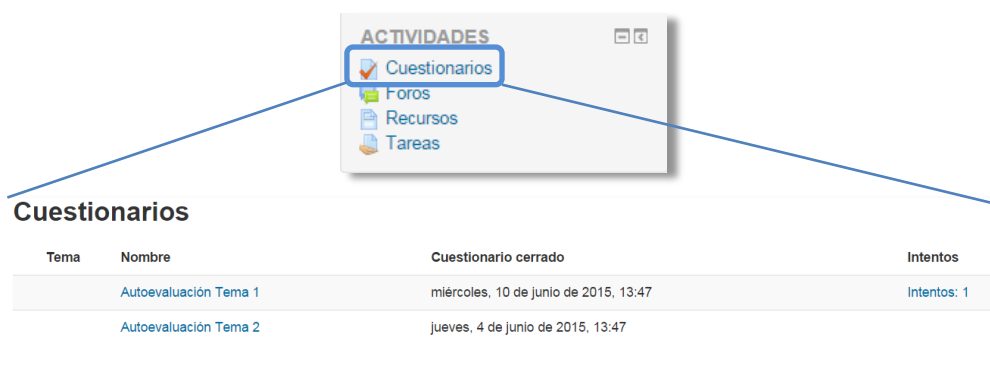 ACTIVIDADES
Cuestionarios
Foros
Recursos
Tareas
Cuestionarios
Tema Nombre Cuestionario cerrado Intentos
Autoevaluación Tema 1 miércoles, 10 de junio de 2015, 13:47 Intentos: 1
Autoevaluación Tema 2 jueves, 4 de junio de 2015, 13:47